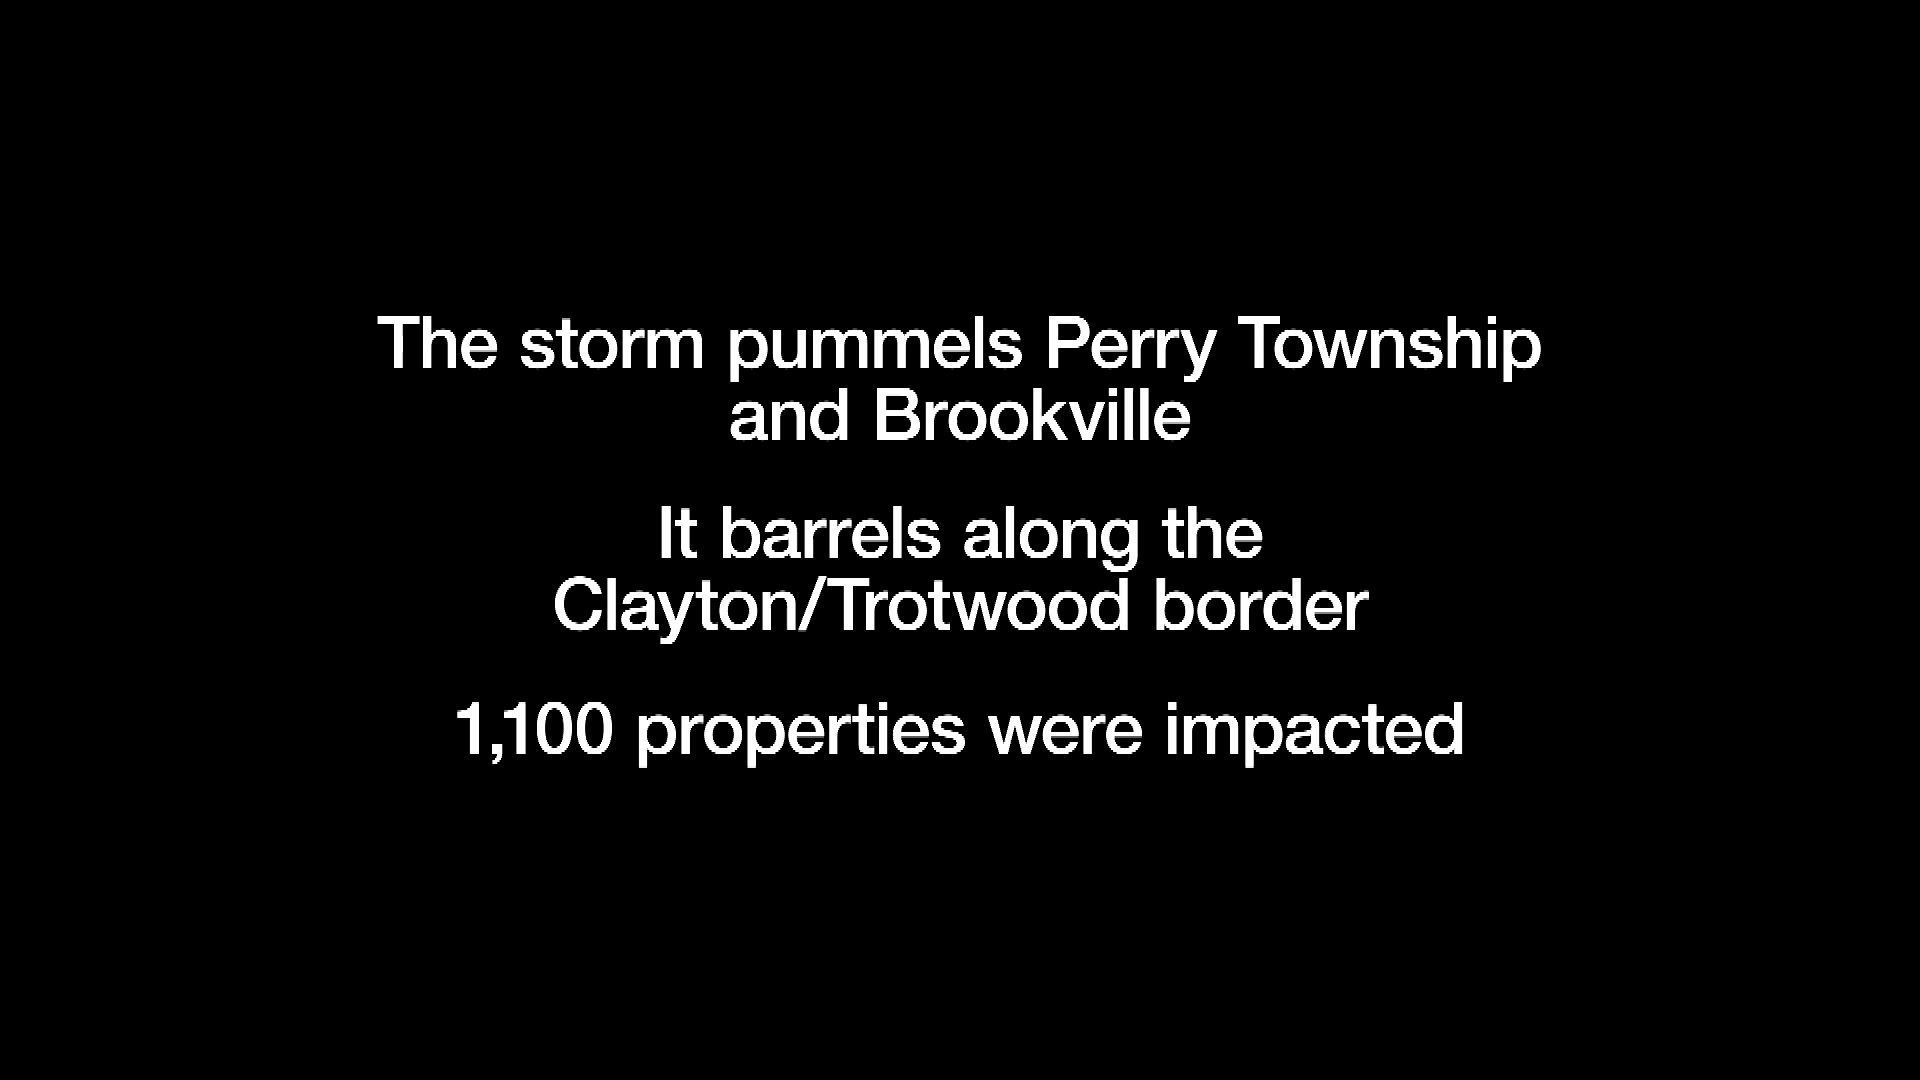 The storm pummels Perry Township
and Brookville
It barrels along the
Clayton/Trotwood border
1,100 properties were impacted